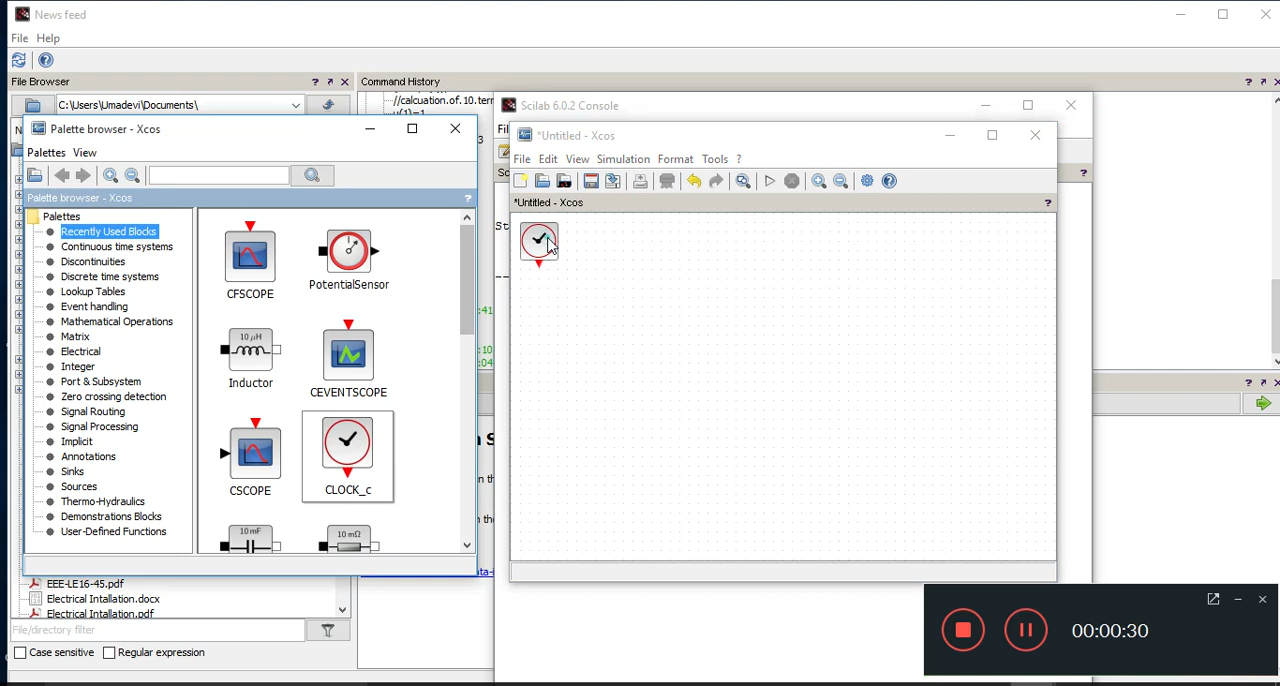 News feed
File Help
File Browser ? ×
C:\Users\Umadevi\Documents\
Command History ? ×
//calcuation.of.10.terr
Palette browser - Xcos
Palettes View
Palette browser - Xcos ?
Palettes
Recently Used Blocks
Continuous time systems
Discontinuities
Discrete time systems
Lookup Tables
Event handling
Mathematical Operations
Matrix
Electrical
Integer
Port & Subsystem
Zero crossing detection
Signal Routing
Signal Processing
Implicit
Annotations
Sinks
Sources
Thermo-Hydraulics
Demonstrations Blocks
User-Defined Functions
CFSCOPE
PotentialSensor
10 µH
Inductor
CEVENTSCOPE
CSCOPE
CLOCK_c
10 mF
10 mΩ
Scilab 6.0.2 Console
*Untitled - Xcos
File Edit View Simulation Format Tools ?
*Untitled - Xcos ?
EEE-LE16-45.pdf
Electrical Intallation.docx
Electrical Intallation.pdf
File/directory filter
Case sensitive Regular expression
00:00:30